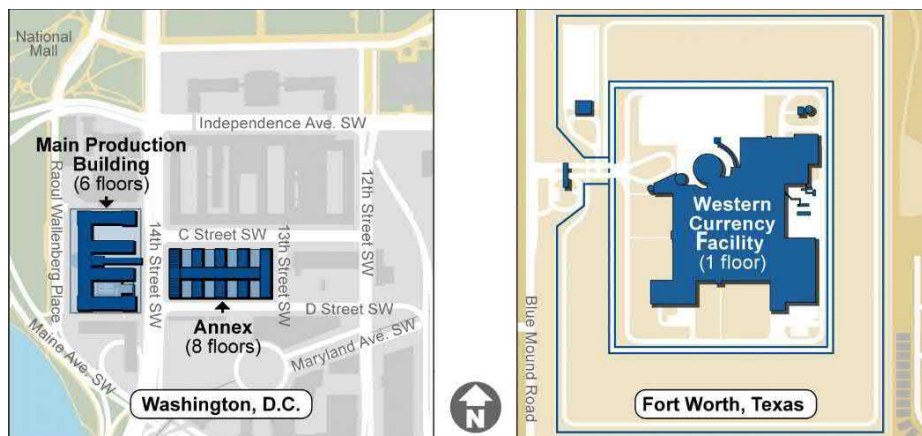 National
Mall
Independence Ave. SW
Main Production
Building
(6 floors)
Raoul Wallenberg Place
14th Street SW
C Street SW
13th Street SW
12th Street SW
D Street SW
Annex
(8 floors)
Maine Ave. SW
Maryland Ave. SW
Washington, D.C.
N
Western
Currency
Facility
(1 floor)
Blue Mound Road
Fort Worth, Texas